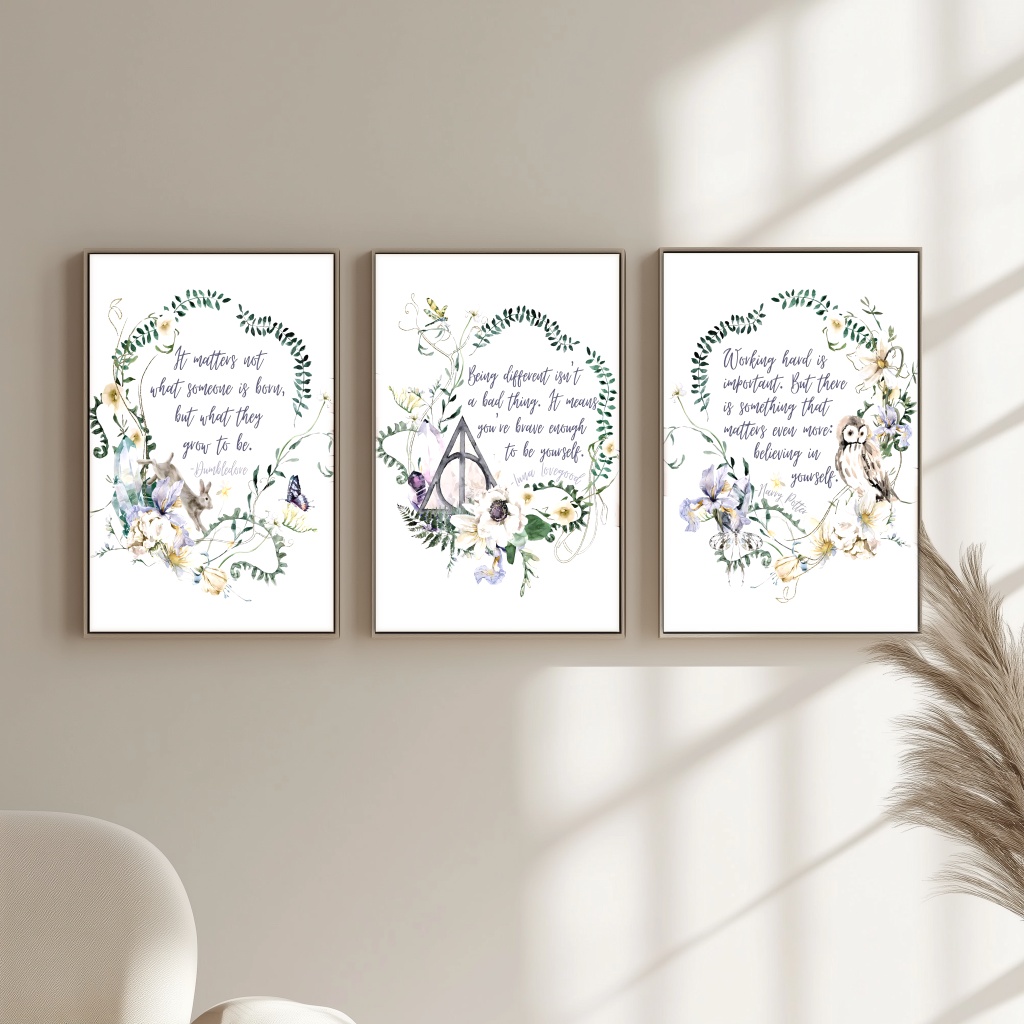 It matters not
what someone is born,
but what they
grow to be.
-Dumbledore
Being different isn't
a bad thing. It means
you've brave enough
to be yourself.
-Luna Lovegood
Working hard is
important. But there
is something that
matters even more:
believing in
yourself.
Harry Potter